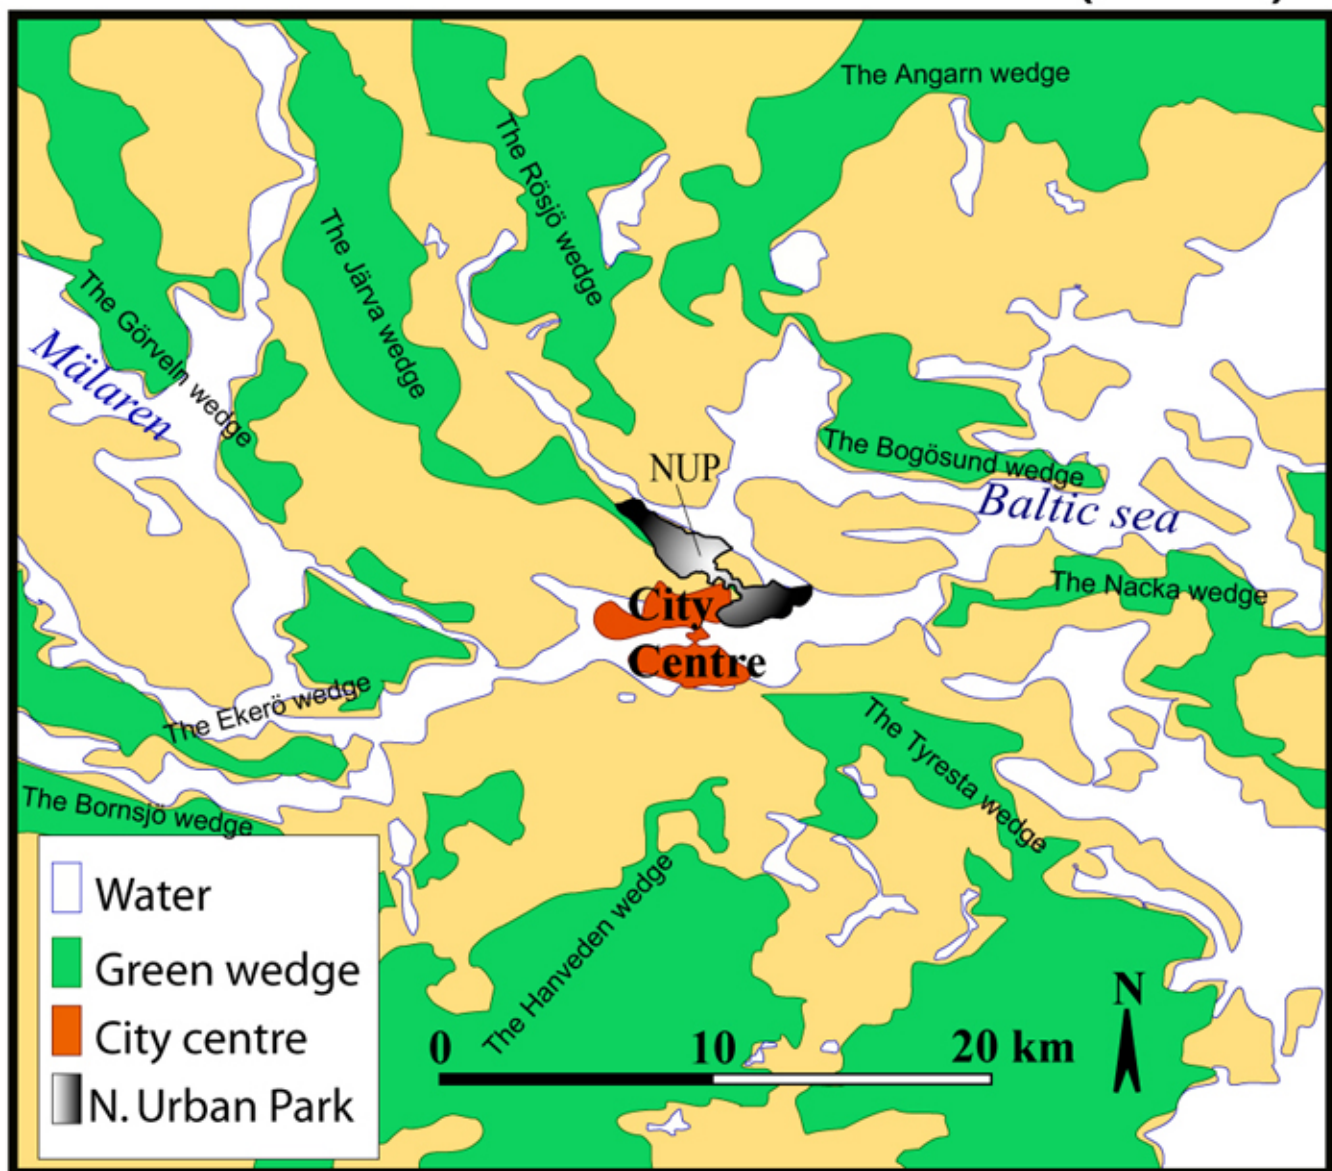 The Angarn wedge
The Rösjö wedge
The Järva wedge
The Görveln wedge
Mälaren
NUP
The Bogösund wedge
Baltic sea
The Nacka wedge
City
Centre
The Ekerö wedge
The Tyresta wedge
The Bornsjö wedge
The Hanveden wedge
Water
Green wedge
City centre
N. Urban Park
0 10 20 km
N